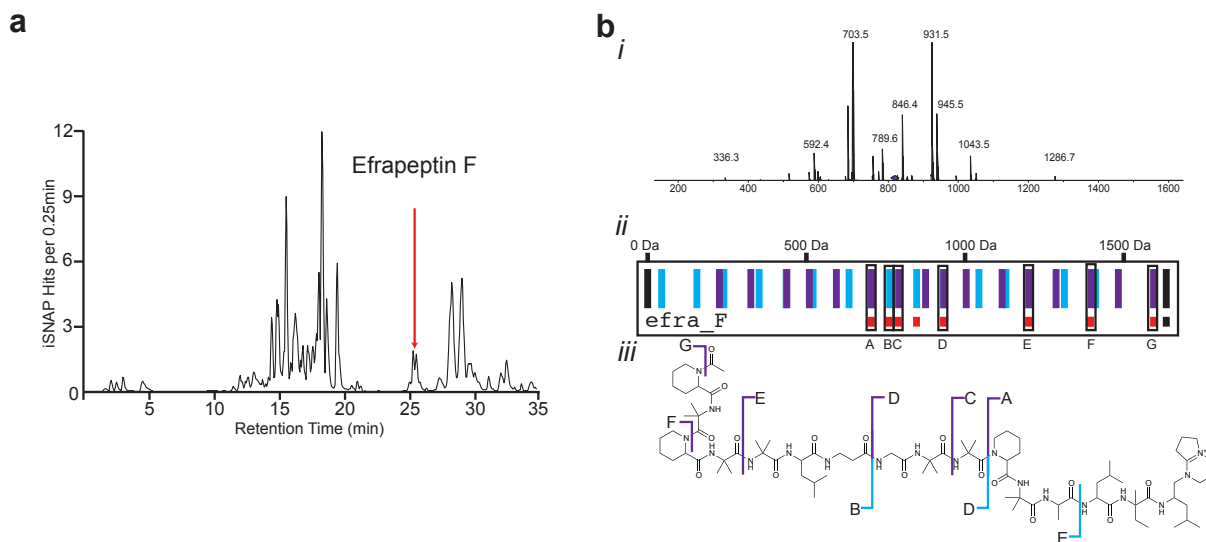 a
iSNAP Hits per 0.25min
12
9
6
3
0
Efrapeptin F
5 10 15 20 25 30 35
Retention Time (min)
b
i
703.5 931.5
846.4 945.5
592.4 789.6 1043.5
336.3 1286.7
200 400 600 800 1000 1200 1400 1600
ii
0 Da 500 Da 1000 Da 1500 Da
efra_F
A B C D E F G
iii
G O
N O
NH
E D C A
F N O
O O O O O O O
N H N H N H N H N H N H N H N
O O O O
B D
O NH O O O
N H N H N H N H N N
F